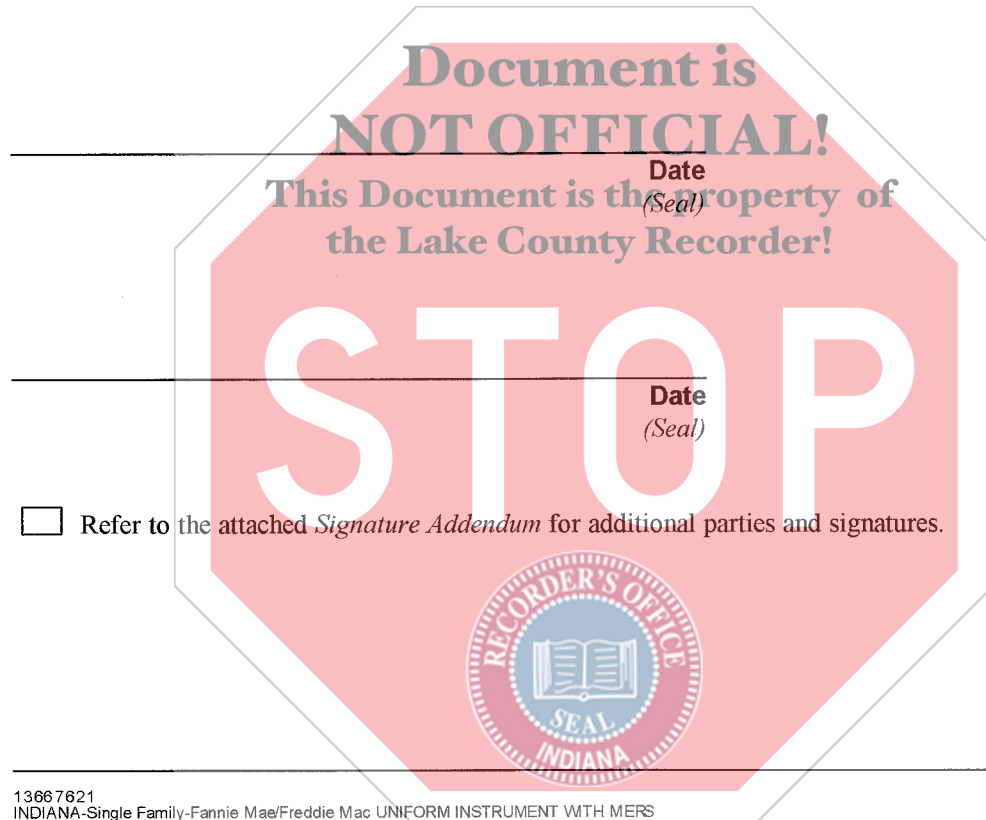 Document is
NOT OFFICIAL!
Date
This Document is the property of
(Seal)
the Lake County Recorder!
STOP
Date
(Seal)
Refer to the attached Signature Addendum for additional parties and signatures.
RECORDER'S OFFICE
SEAL
INDIANA
13667621
INDIANA-Single Family-Fannie Mae/Freddie Mac UNIFORM INSTRUMENT WITH MERS